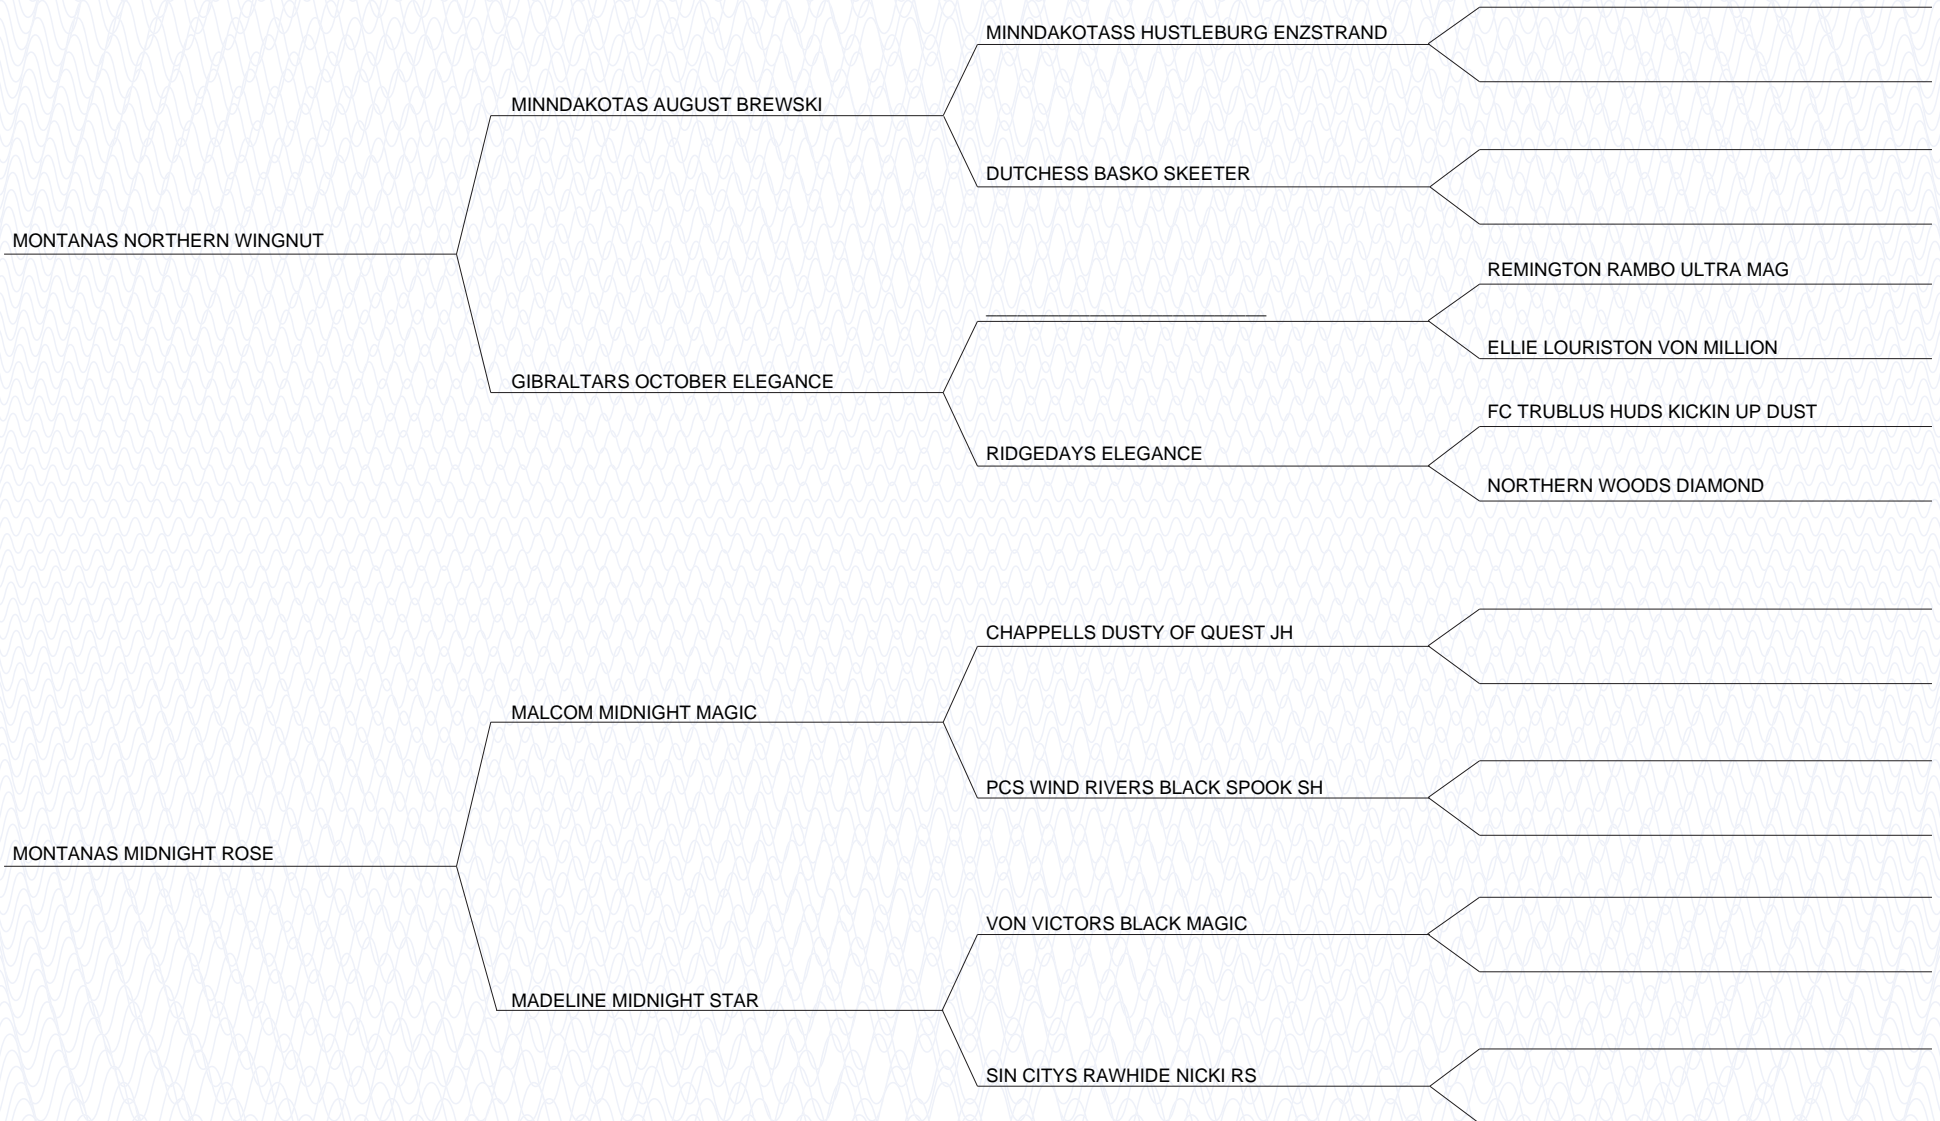 MINNDAKOTASS HUSTLEBURG ENZSTRAND
MINNDAKOTAS AUGUST BREWSKI
DUTCHESS BASKO SKEETER
MONTANAS NORTHERN WINGNUT
REMINGTON RAMBO ULTRA MAG
ELLIE LOURISTON VON MILLION
GIBRALTARS OCTOBER ELEGANCE
FC TRUBLUS HUDS KICKIN UP DUST
RIDGEDAYS ELEGANCE
NORTHERN WOODS DIAMOND
CHAPPELLS DUSTY OF QUEST JH
MALCOM MIDNIGHT MAGIC
PCS WIND RIVERS BLACK SPOOK SH
MONTANAS MIDNIGHT ROSE
VON VICTORS BLACK MAGIC
MADELINE MIDNIGHT STAR
SIN CITYS RAWHIDE NICKI RS